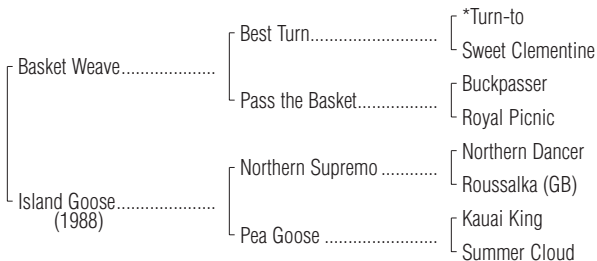 *Turn-to
Best Turn....................................
Sweet Clementine
Basket Weave......................
Buckpasser
Pass the Basket......................
Royal Picnic
Northern Dancer
Northern Supremo ...............
Roussalka (GB)
Island Goose.......................
(1988)
Kauai King
Pea Goose ..............................
Summer Cloud